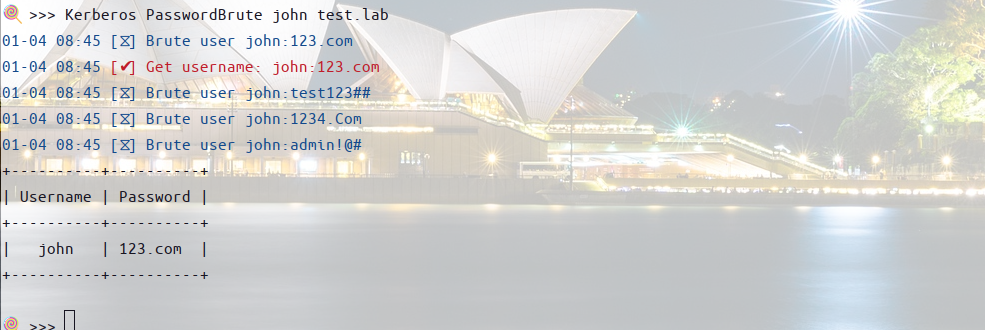 🍭 >>> Kerberos PasswordBrute john test.lab
01-04 08:45 [⧖] Brute user john:123.com
01-04 08:45 [✔] Get username: john:123.com
01-04 08:45 [⧖] Brute user john:test123##
01-04 08:45 [⧖] Brute user john:1234.Com
01-04 08:45 [⧖] Brute user john:admin!@#
+----------+----------+
| Username | Password |
+----------+----------+
|   john   | 123.com  |
+----------+----------+
🍭 >>>